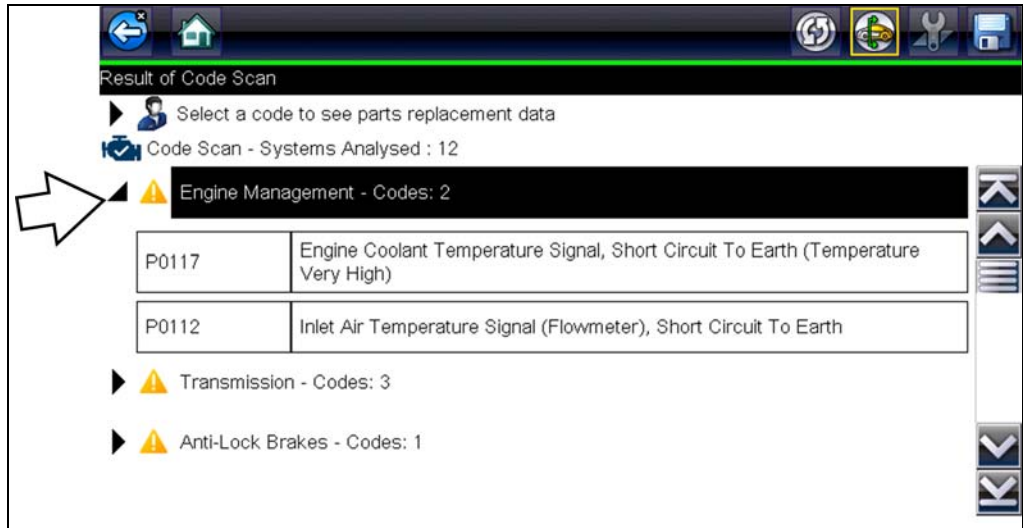 Result of Code Scan
Select a code to see parts replacement data
Code Scan - Systems Analysed : 12
Engine Management - Codes: 2
P0117
Engine Coolant Temperature Signal, Short Circuit To Earth (Temperature
Very High)
P0112
Inlet Air Temperature Signal (Flowmeter), Short Circuit To Earth
Transmission - Codes: 3
Anti-Lock Brakes - Codes: 1